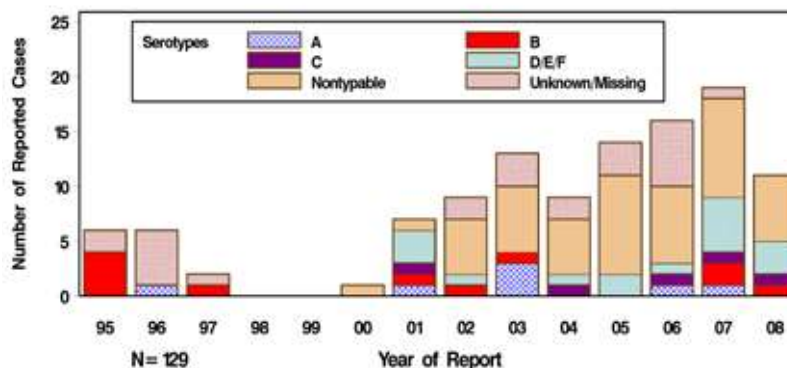 25
20
15
10
5
0
Number of Reported Cases
Serotypes A B
C D/E/F
Nontypable Unknown/Missing
95 96 97 98 99 00 01 02 03 04 05 06 07 08
N= 129 Year of Report